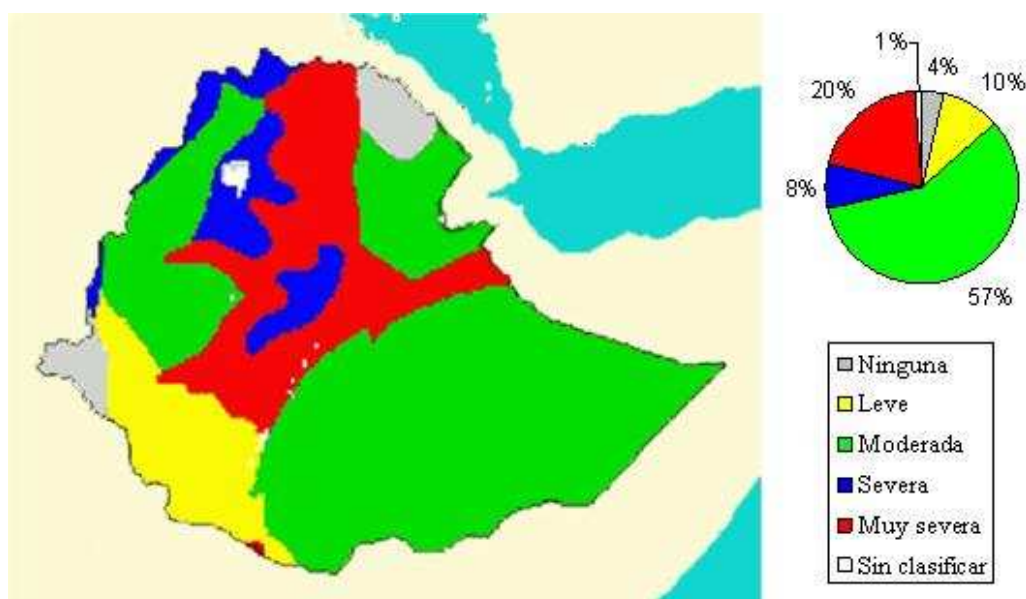 1%
4%
10%
20%
8%
57%
Ninguna
Leve
Moderada
Severa
Muy severa
Sin clasificar